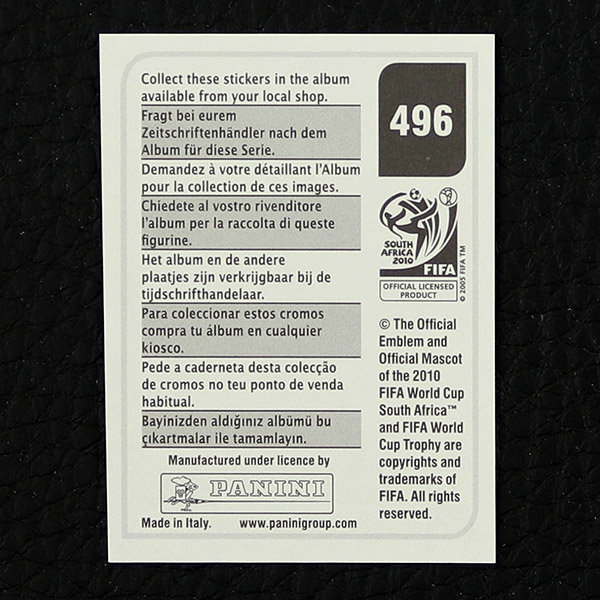 Collect these stickers in the album
available from your local shop.
Fragt bei eurem
Zeitschriftenhändler nach dem
Album für diese Serie.
Demandez à votre détaillant l'Album
pour la collection de ces images.
Chiedete al vostro rivenditore
l'album per la raccolta di queste
figurine.
Het album en de andere
plaatjes zijn verkrijgbaar bij de
tijdschrifthandelaar.
Para coleccionar estos cromos
compra tu álbum en cualquier
kiosco.
Pede a caderneta desta colecção
de cromos no teu ponto de venda
habitual.
Bayinizden aldığınız albümü bu
çıkartmalar ile tamamlayın.
Manufactured under licence by
PANINI
Made in Italy. www.paninigroup.com
496
SOUTH
AFRICA
2010
FIFA
© 2005 FIFA TM
OFFICIAL LICENSED
PRODUCT
© The Official
Emblem and
Official Mascot
of the 2010
FIFA World Cup
South Africa™
and FIFA World
Cup Trophy are
copyrights and
trademarks of
FIFA. All rights
reserved.